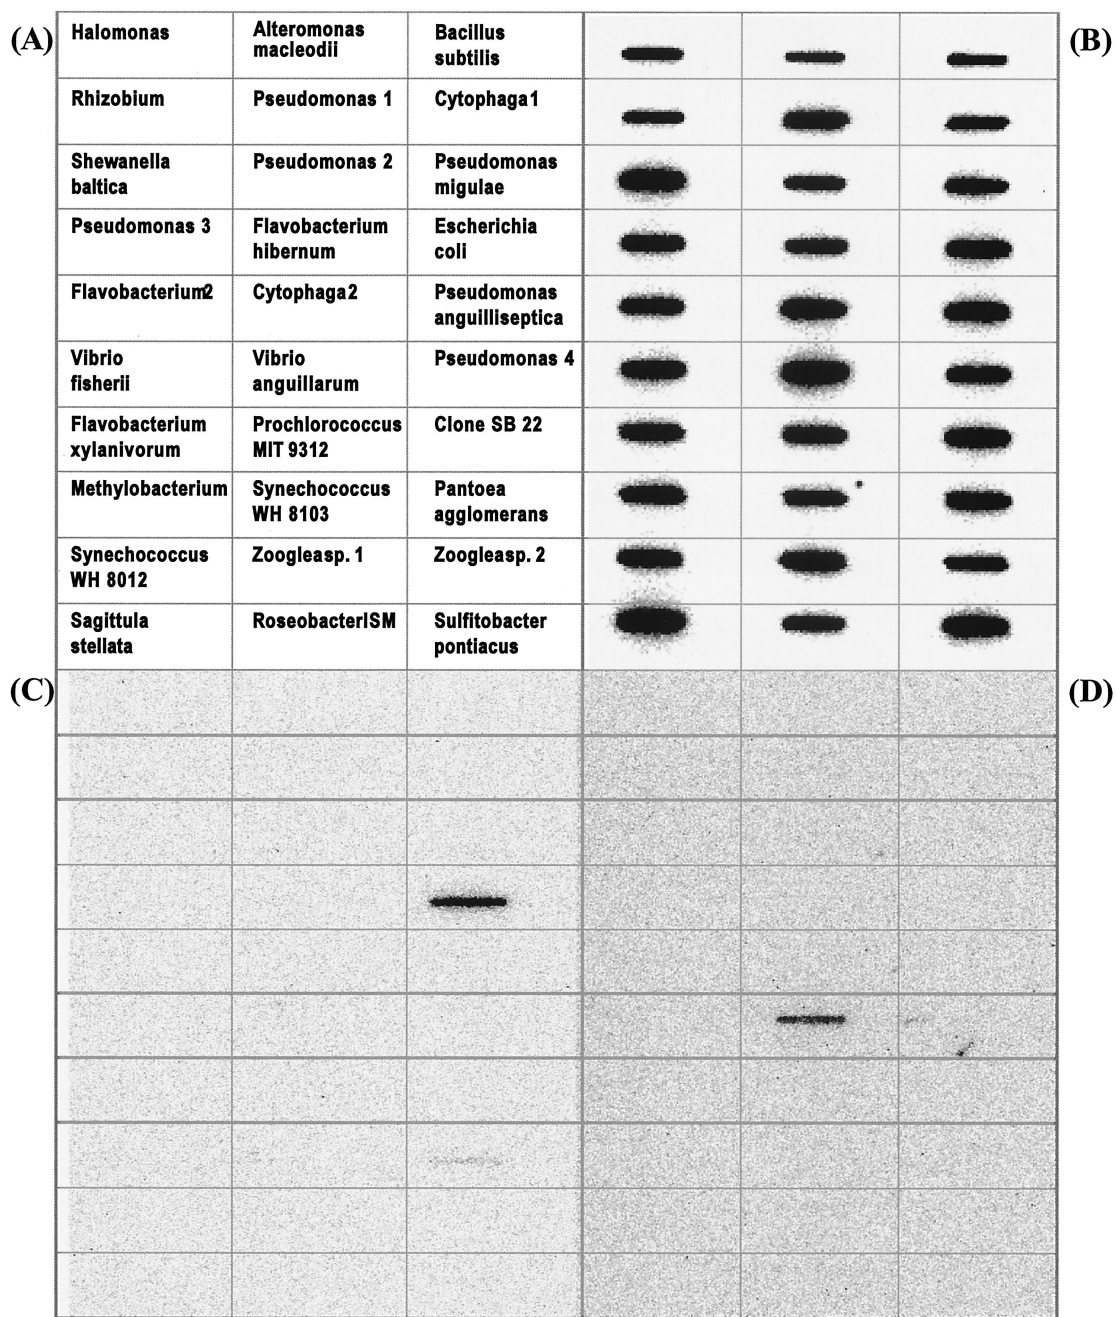 (A)
Halomonas
Alteromonas
macleodii
Bacillus
subtilis
(B)
Rhizobium
Pseudomonas 1
Cytophaga1
Shewanella
baltica
Pseudomonas 2
Pseudomonas
migulae
Pseudomonas 3
Flavobacterium
hibernum
Escherichia
coli
Flavobacterium2
Cytophaga2
Pseudomonas
anguilliseptica
Vibrio
fisherii
Vibrio
anguillarum
Pseudomonas 4
Flavobacterium
xylanivorum
Prochlorococcus
MIT 9312
Clone SB 22
Methylobacterium
Synechococcus
WH 8103
Pantoea
agglomerans
Synechococcus
WH 8012
Zoogleasp. 1
Zoogleasp. 2
Sagittula
stellata
RoseobacterISM
Sulfitobacter
pontiacus
(C)
(D)